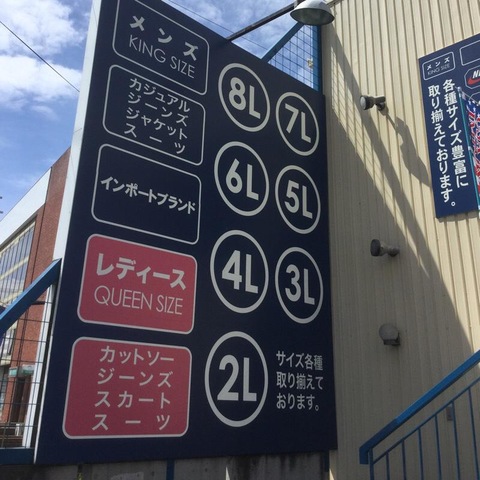 メンズ
KING SIZE
カジュアル
ジーンズ
ジャケット
スーツ
インポートブランド
レディース
QUEEN SIZE
カットソー
ジーンズ
スカート
スーツ
8L
7L
6L
5L
4L
3L
2L
サイズ各種
取り揃えて
おります。
メンズ
KING SIZE
各種サイズ豊富に
取り揃えております。